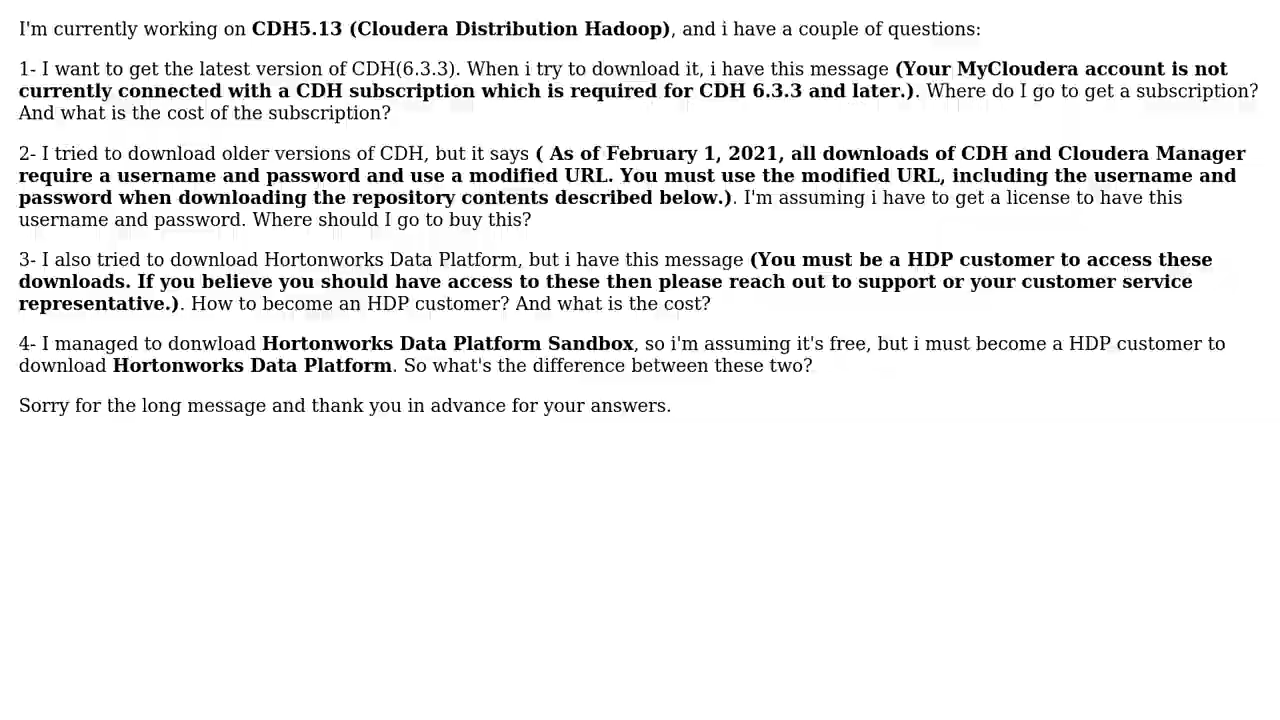 I'm currently working on CDH5.13 (Cloudera Distribution Hadoop), and i have a couple of questions:
1- I want to get the latest version of CDH(6.3.3). When i try to download it, i have this message (Your MyCloudera account is not
currently connected with a CDH subscription which is required for CDH 6.3.3 and later.). Where do I go to get a subscription?
And what is the cost of the subscription?
2- I tried to download older versions of CDH, but it says ( As of February 1, 2021, all downloads of CDH and Cloudera Manager
require a username and password and use a modified URL. You must use the modified URL, including the username and
password when downloading the repository contents described below.). I'm assuming i have to get a license to have this
username and password. Where should I go to buy this?
3- I also tried to download Hortonworks Data Platform, but i have this message (You must be a HDP customer to access these
downloads. If you believe you should have access to these then please reach out to support or your customer service
representative.). How to become an HDP customer? And what is the cost?
4- I managed to donwload Hortonworks Data Platform Sandbox, so i'm assuming it's free, but i must become a HDP customer to
download Hortonworks Data Platform. So what's the difference between these two?
Sorry for the long message and thank you in advance for your answers.